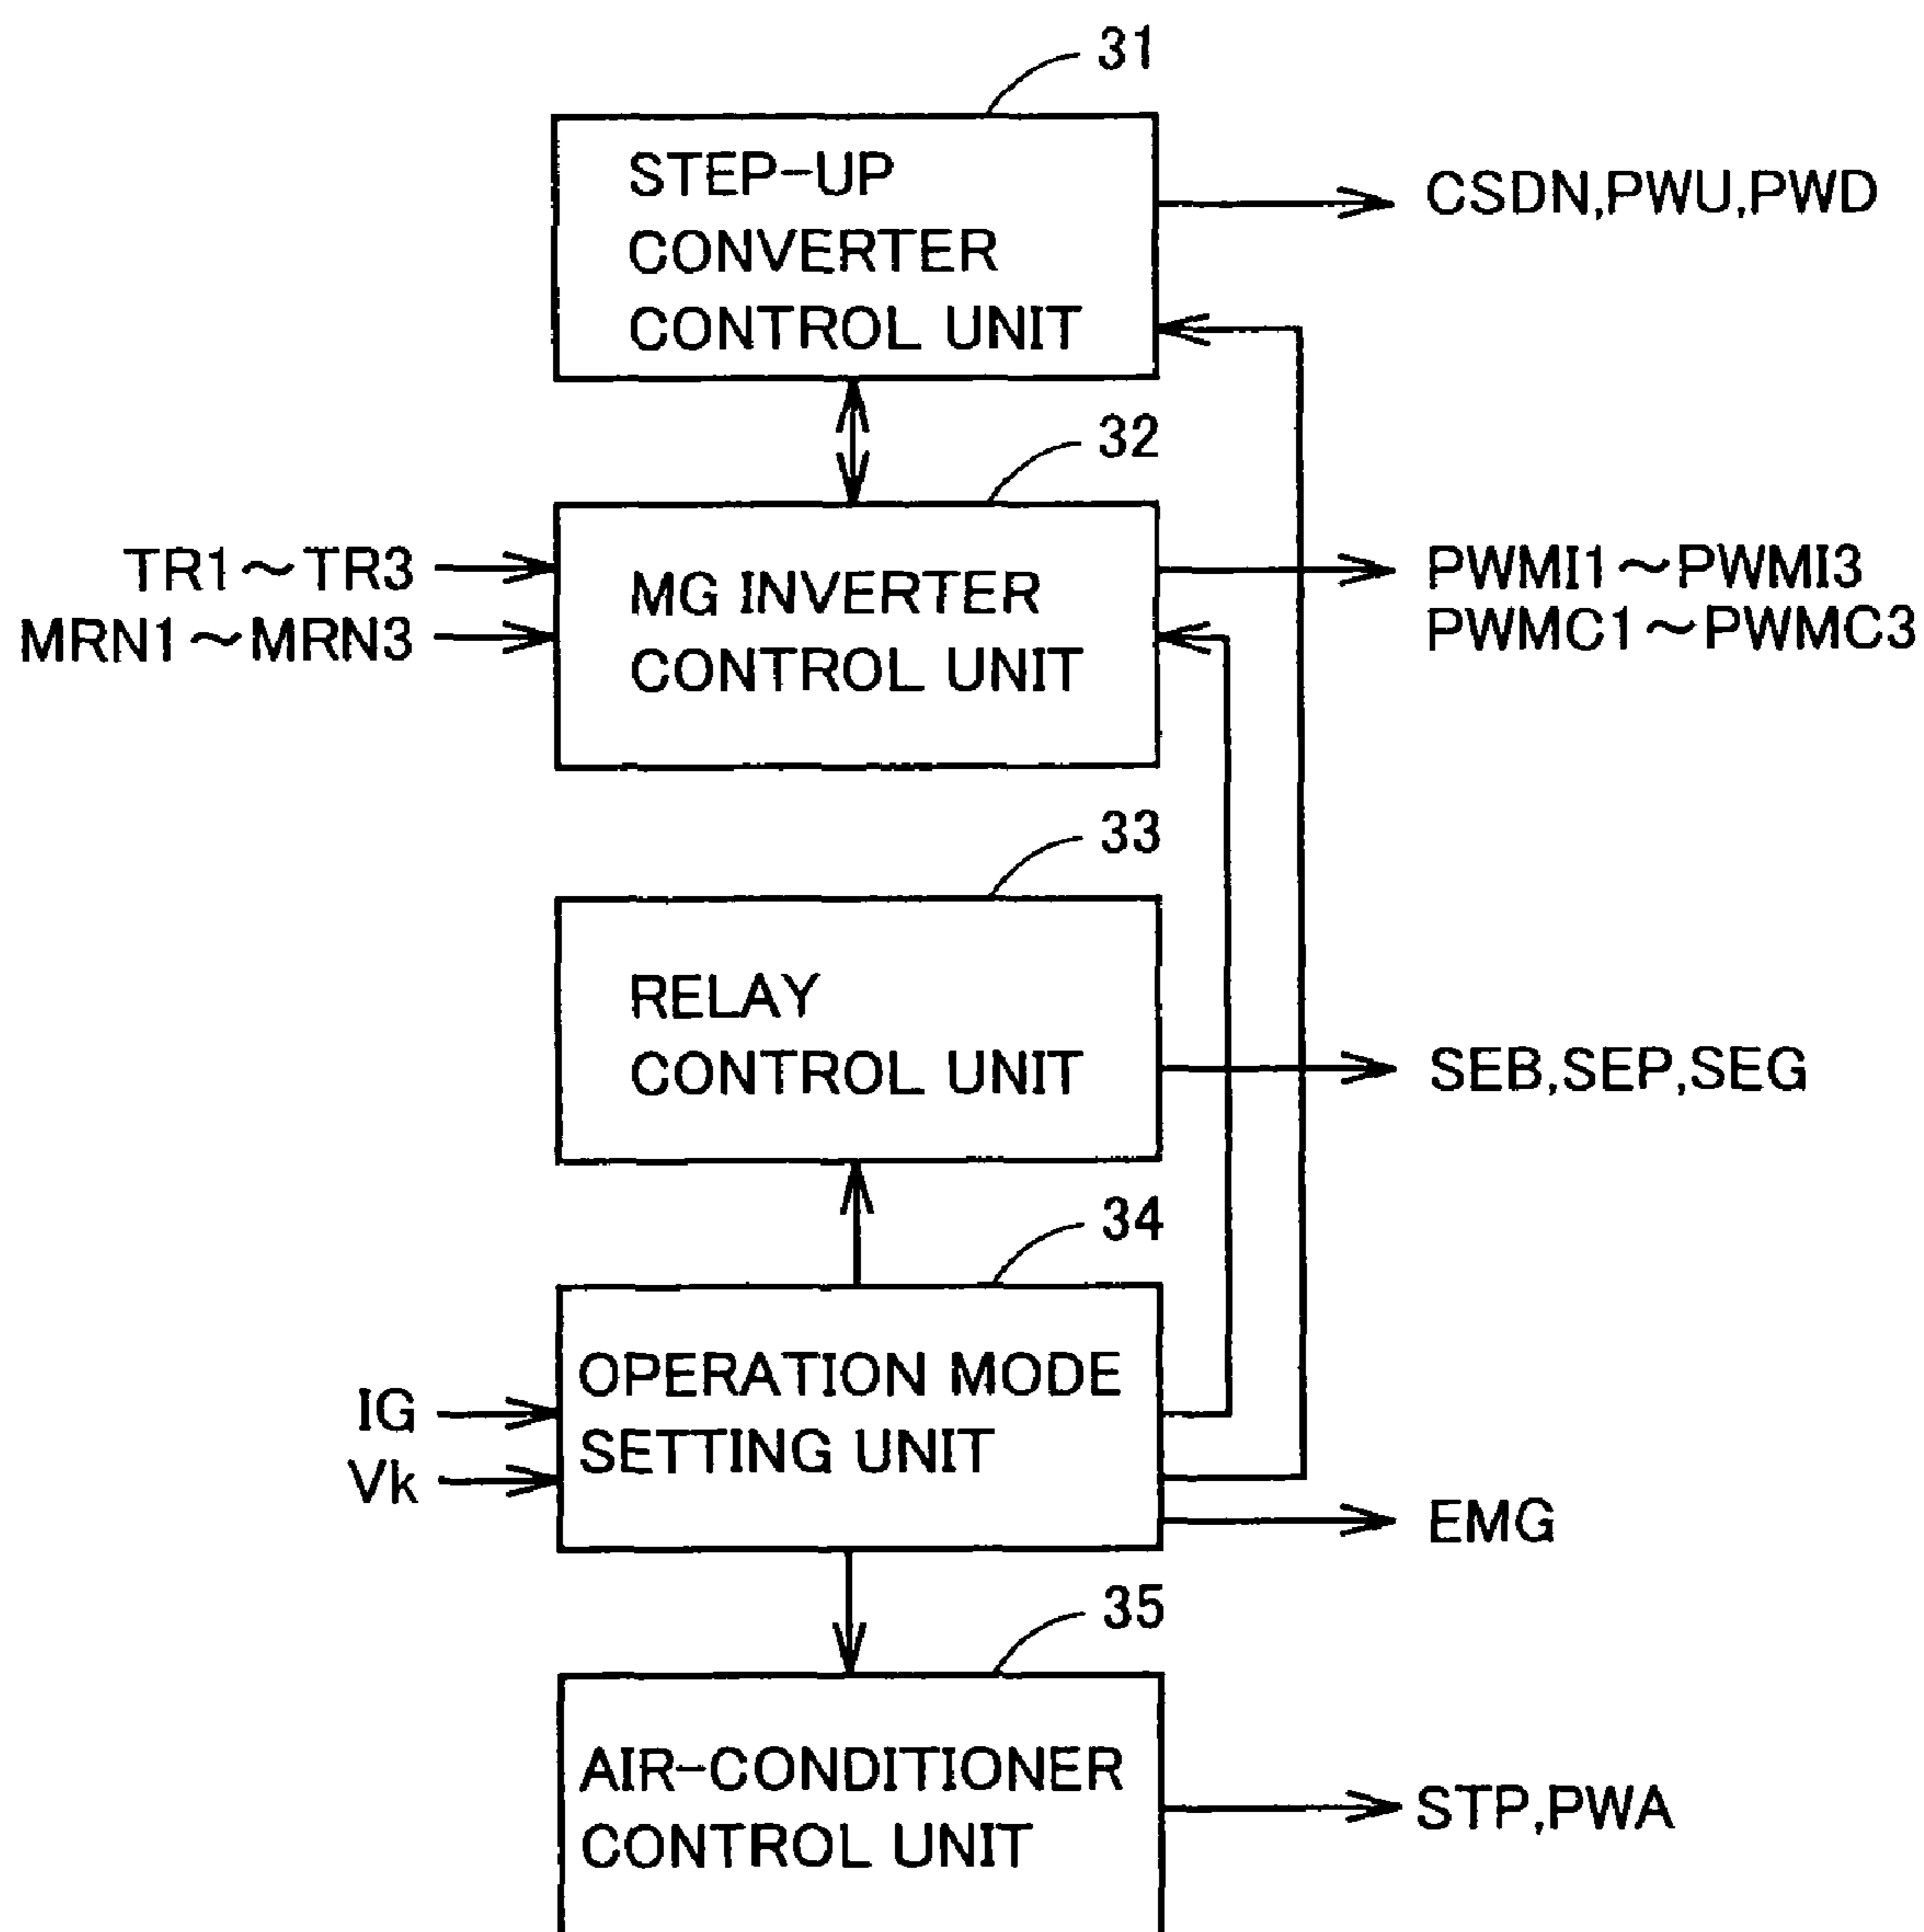 31
STEP-UP
CONVERTER
CONTROL UNIT
CSDN,PWU,PWD
32
TR1～TR3
MRN1～MRN3
MG INVERTER
CONTROL UNIT
PWMI1～PWMI3
PWMC1～PWMC3
33
RELAY
CONTROL UNIT
SEB,SEP,SEG
34
IG
Vk
OPERATION MODE
SETTING UNIT
EMG
35
AIR-CONDITIONER
CONTROL UNIT
STP,PWA